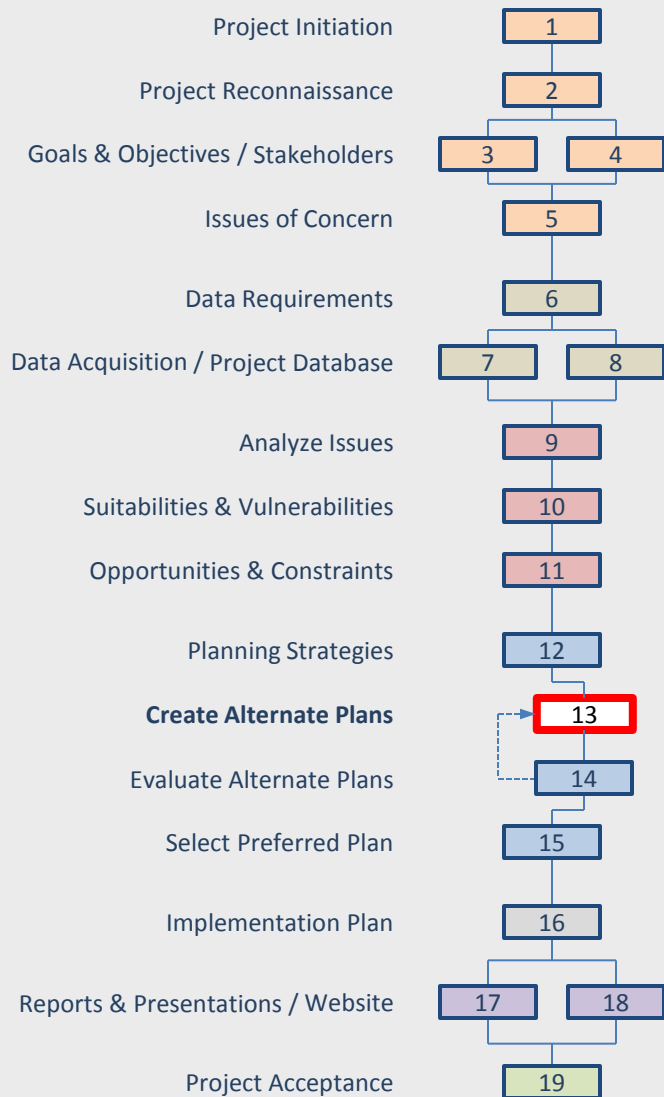 Project Initiation 1
Project Reconnaissance 2
Goals & Objectives / Stakeholders 3 4
Issues of Concern 5
Data Requirements 6
Data Acquisition / Project Database 7 8
Analyze Issues 9
Suitabilities & Vulnerabilities 10
Opportunities & Constraints 11
Planning Strategies 12
Create Alternate Plans 13
Evaluate Alternate Plans 14
Select Preferred Plan 15
Implementation Plan 16
Reports & Presentations / Website 17 18
Project Acceptance 19